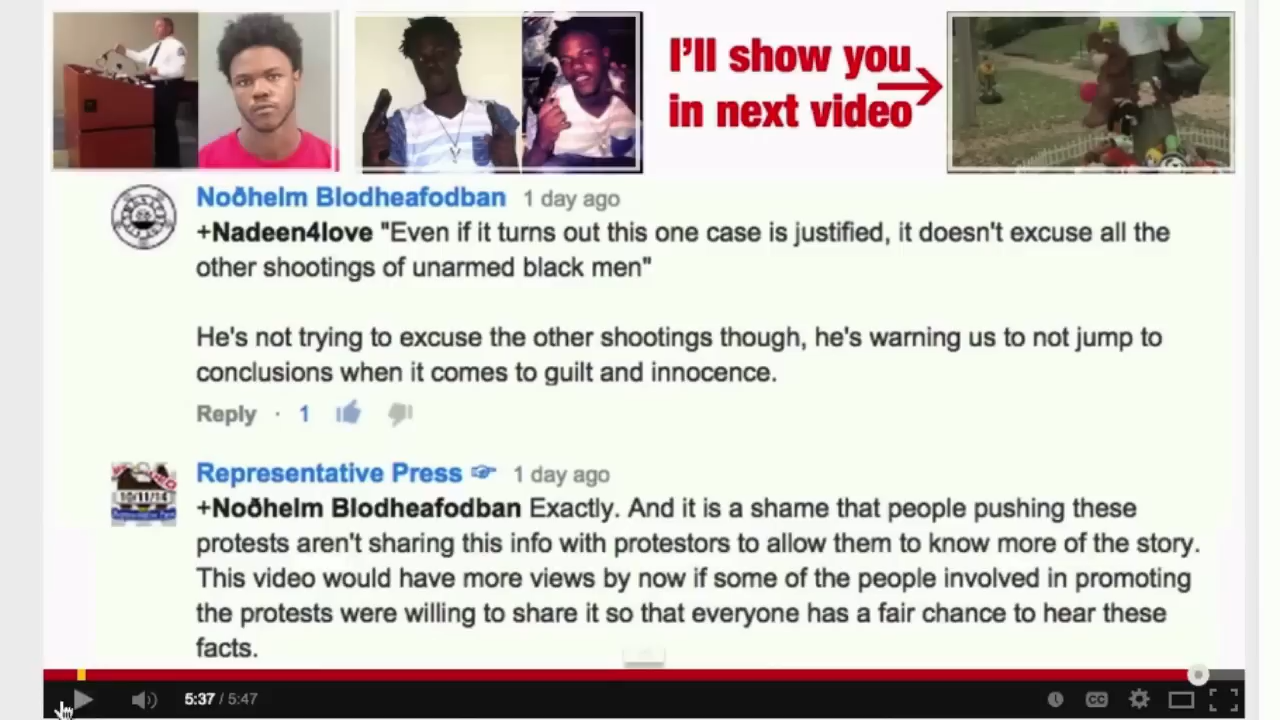 I'll show you
in next video
Noðhelm Blodheafodban 1 day ago
+Nadeen4love "Even if it turns out this one case is justified, it doesn't excuse all the
other shootings of unarmed black men"
He's not trying to excuse the other shootings though, he's warning us to not jump to
conclusions when it comes to guilt and innocence.
Reply · 1
Representative Press ☞ 1 day ago
+Noðhelm Blodheafodban Exactly. And it is a shame that people pushing these
protests aren't sharing this info with protestors to allow them to know more of the story.
This video would have more views by now if some of the people involved in promoting
the protests were willing to share it so that everyone has a fair chance to hear these
facts.
5:37 / 5:47
CC